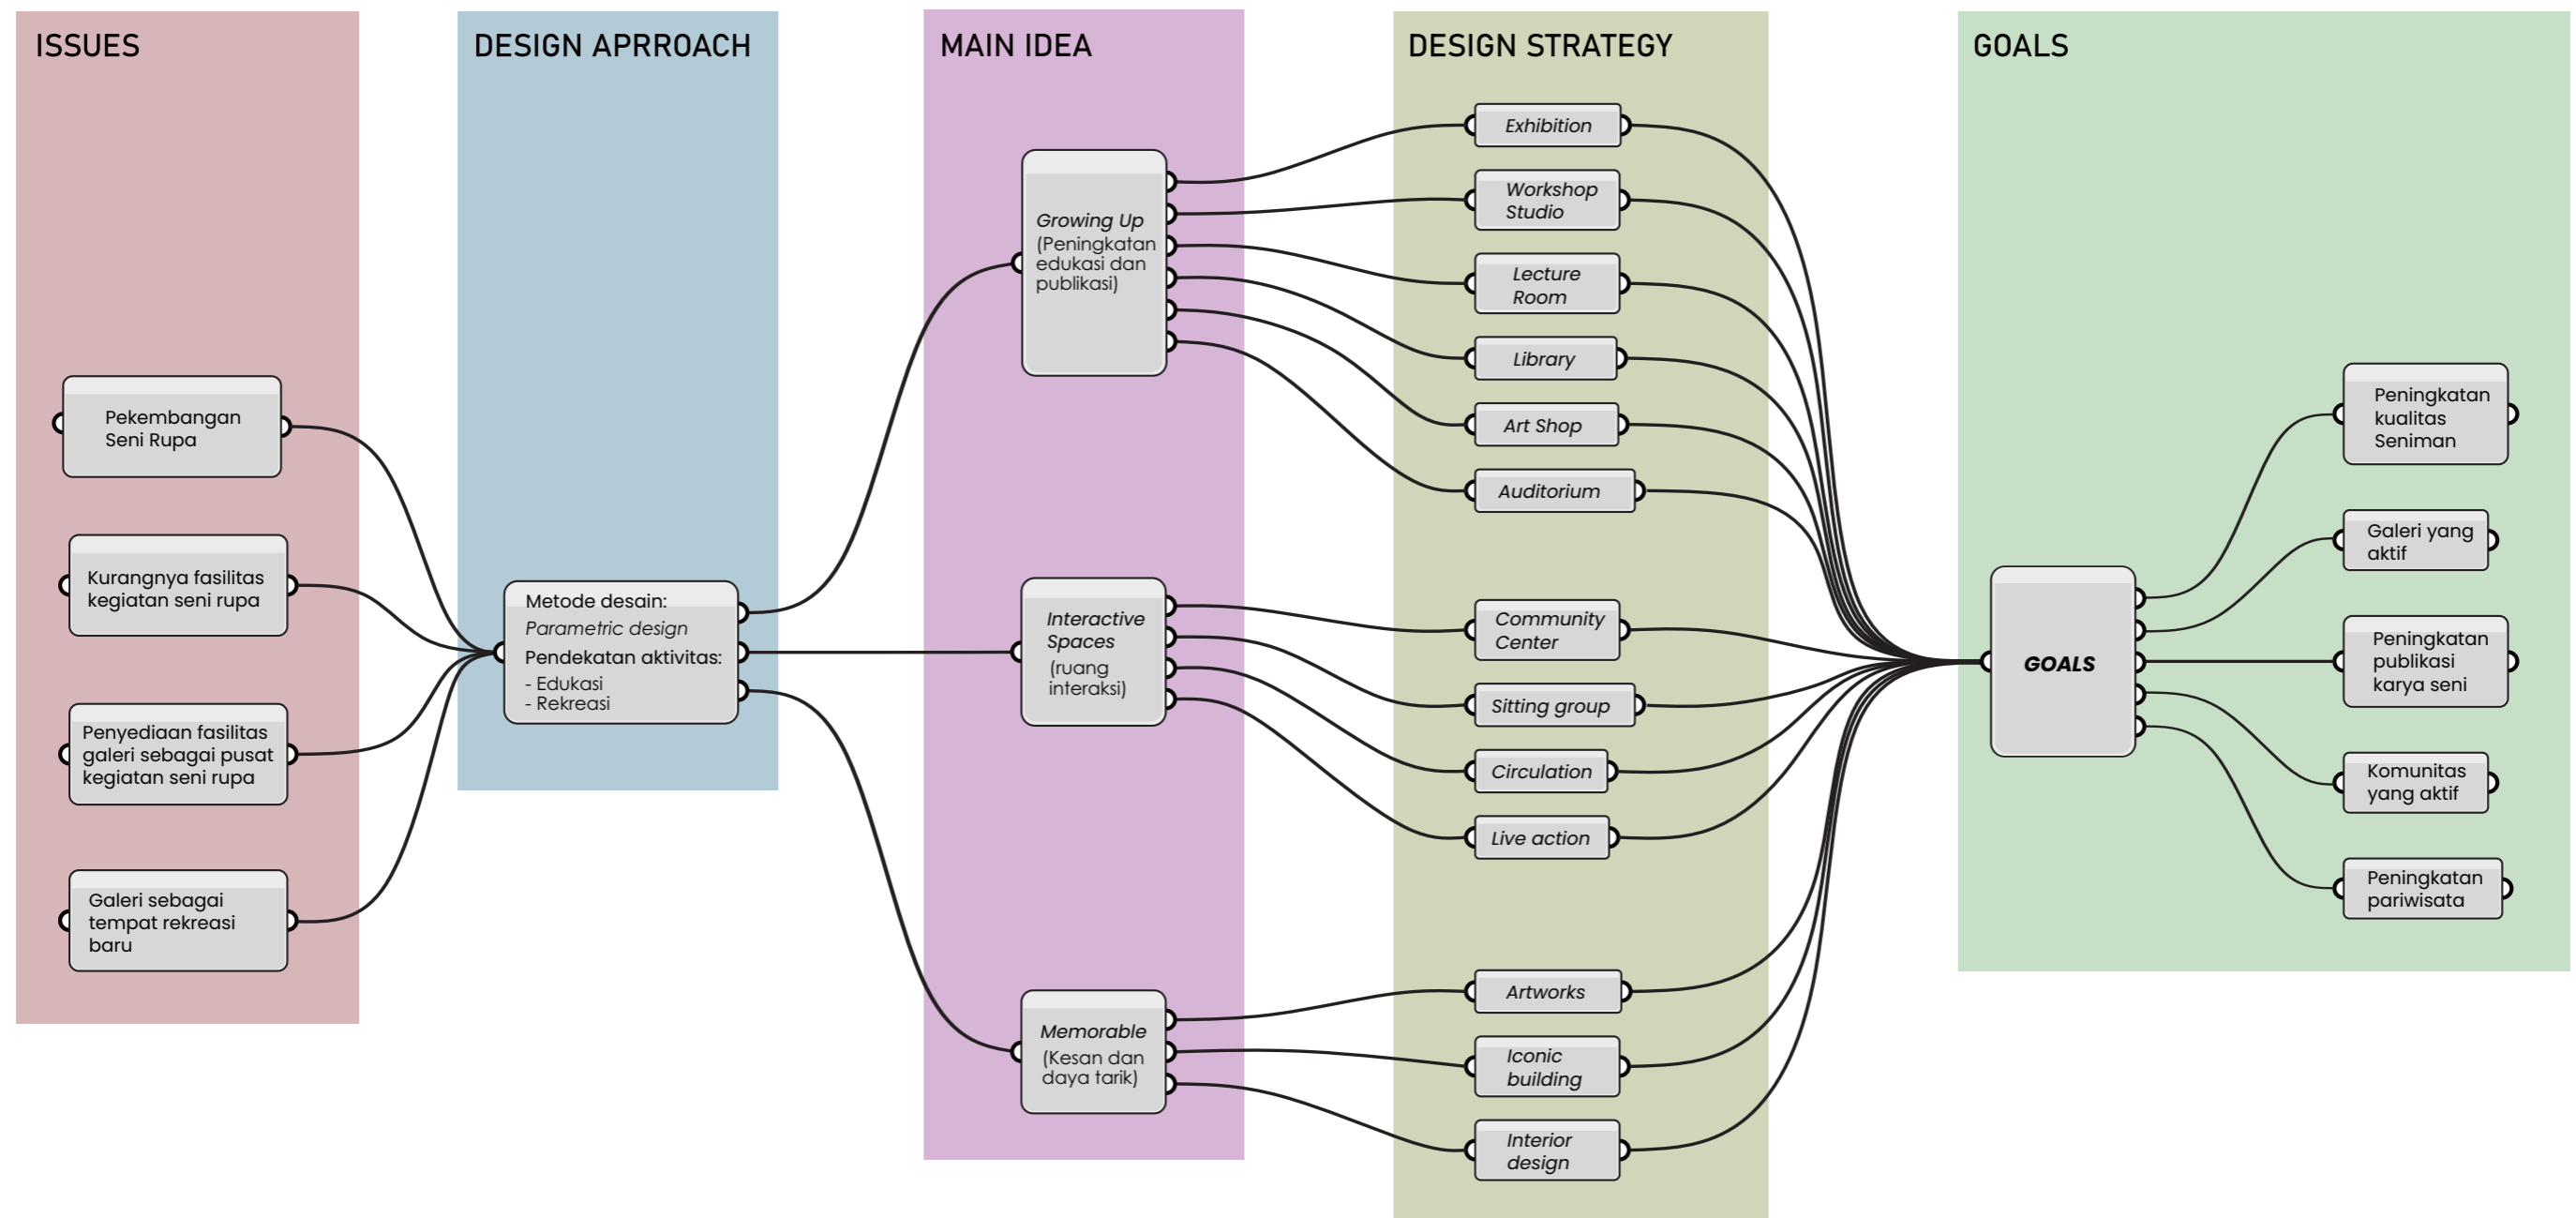 ISSUES
Pekembangan
Seni Rupa
Kurangnya fasilitas
kegiatan seni rupa
Penyediaan fasilitas
galeri sebagai pusat
kegiatan seni rupa
Galeri sebagai
tempat rekreasi
baru
DESIGN APRROACH
Metode desain:
Parametric design
Pendekatan aktivitas:
- Edukasi
- Rekreasi
MAIN IDEA
Growing Up
(Peningkatan
edukasi dan
publikasi)
Interactive
Spaces
(ruang
interaksi)
Memorable
(Kesan dan
daya tarik)
DESIGN STRATEGY
Exhibition
Workshop
Studio
Lecture
Room
Library
Art Shop
Auditorium
Community
Center
Sitting group
Circulation
Live action
Artworks
Iconic
building
Interior
design
GOALS
GOALS
Peningkatan
kualitas
Seniman
Galeri yang
aktif
Peningkatan
publikasi
karya seni
Komunitas
yang aktif
Peningkatan
pariwisata